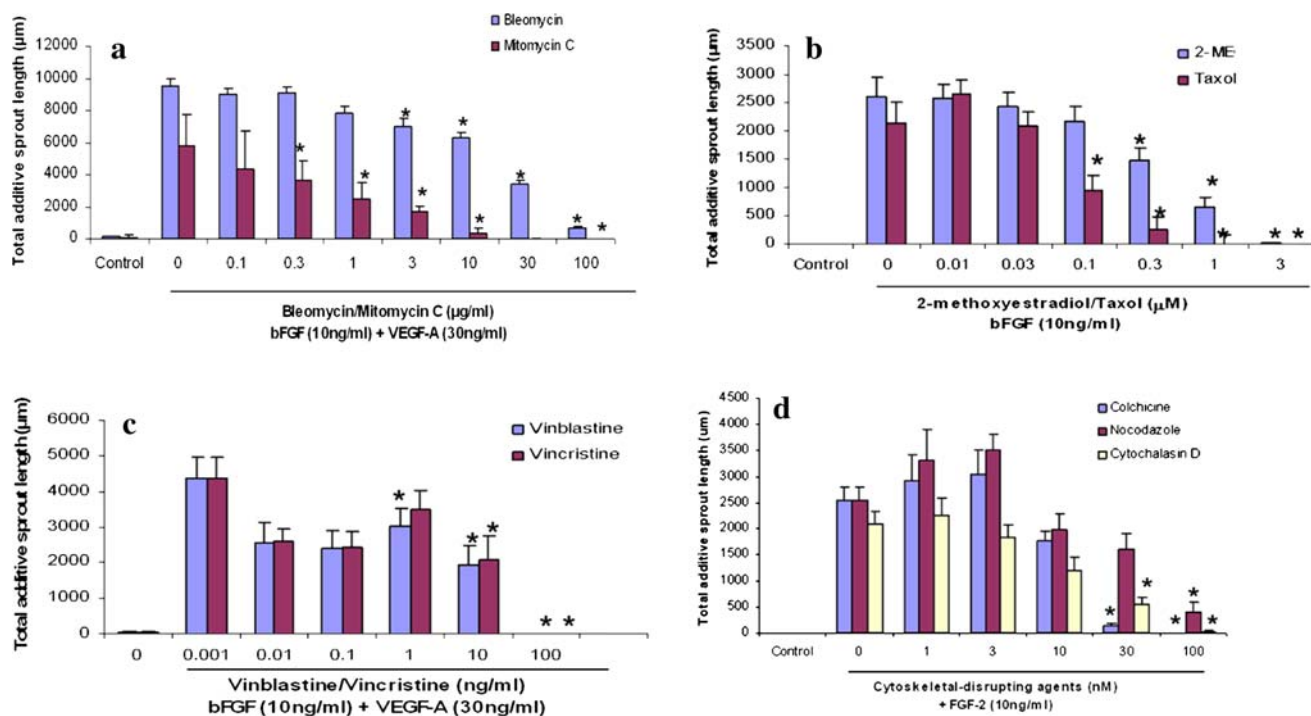 a
Bleomycin
Mitomycin C
Total additive sprout length (µm)
12000
10000
8000
6000
4000
2000
0
* * * * * * * * *
Control 0 0.1 0.3 1 3 10 30 100
Bleomycin/Mitomycin C (µg/ml)
bFGF (10ng/ml) + VEGF-A (30ng/ml)
b
2-ME
Taxol
Total additive sprout length (µm)
3500
3000
2500
2000
1500
1000
500
0
* * * * * * *
Control 0 0.01 0.03 0.1 0.3 1 3
2-methoxyestradiol/Taxol (µM)
bFGF (10ng/ml)
c
Vinblastine
Vincristine
Total additive sprout length(µm)
6000
5000
4000
3000
2000
1000
0
* * * * *
0 0.001 0.01 0.1 1 10 100
Vinblastine/Vincristine (ng/ml)
bFGF (10ng/ml) + VEGF-A (30ng/ml)
d
Colchicine
Nocodazole
Cytochalasin D
Total additive sprout length (um)
4500
4000
3500
3000
2500
2000
1500
1000
500
0
* * * * *
Control 0 1 3 10 30 100
Cytoskeletal-disrupting agents (nM)
+ FGF-2 (10ng/ml)